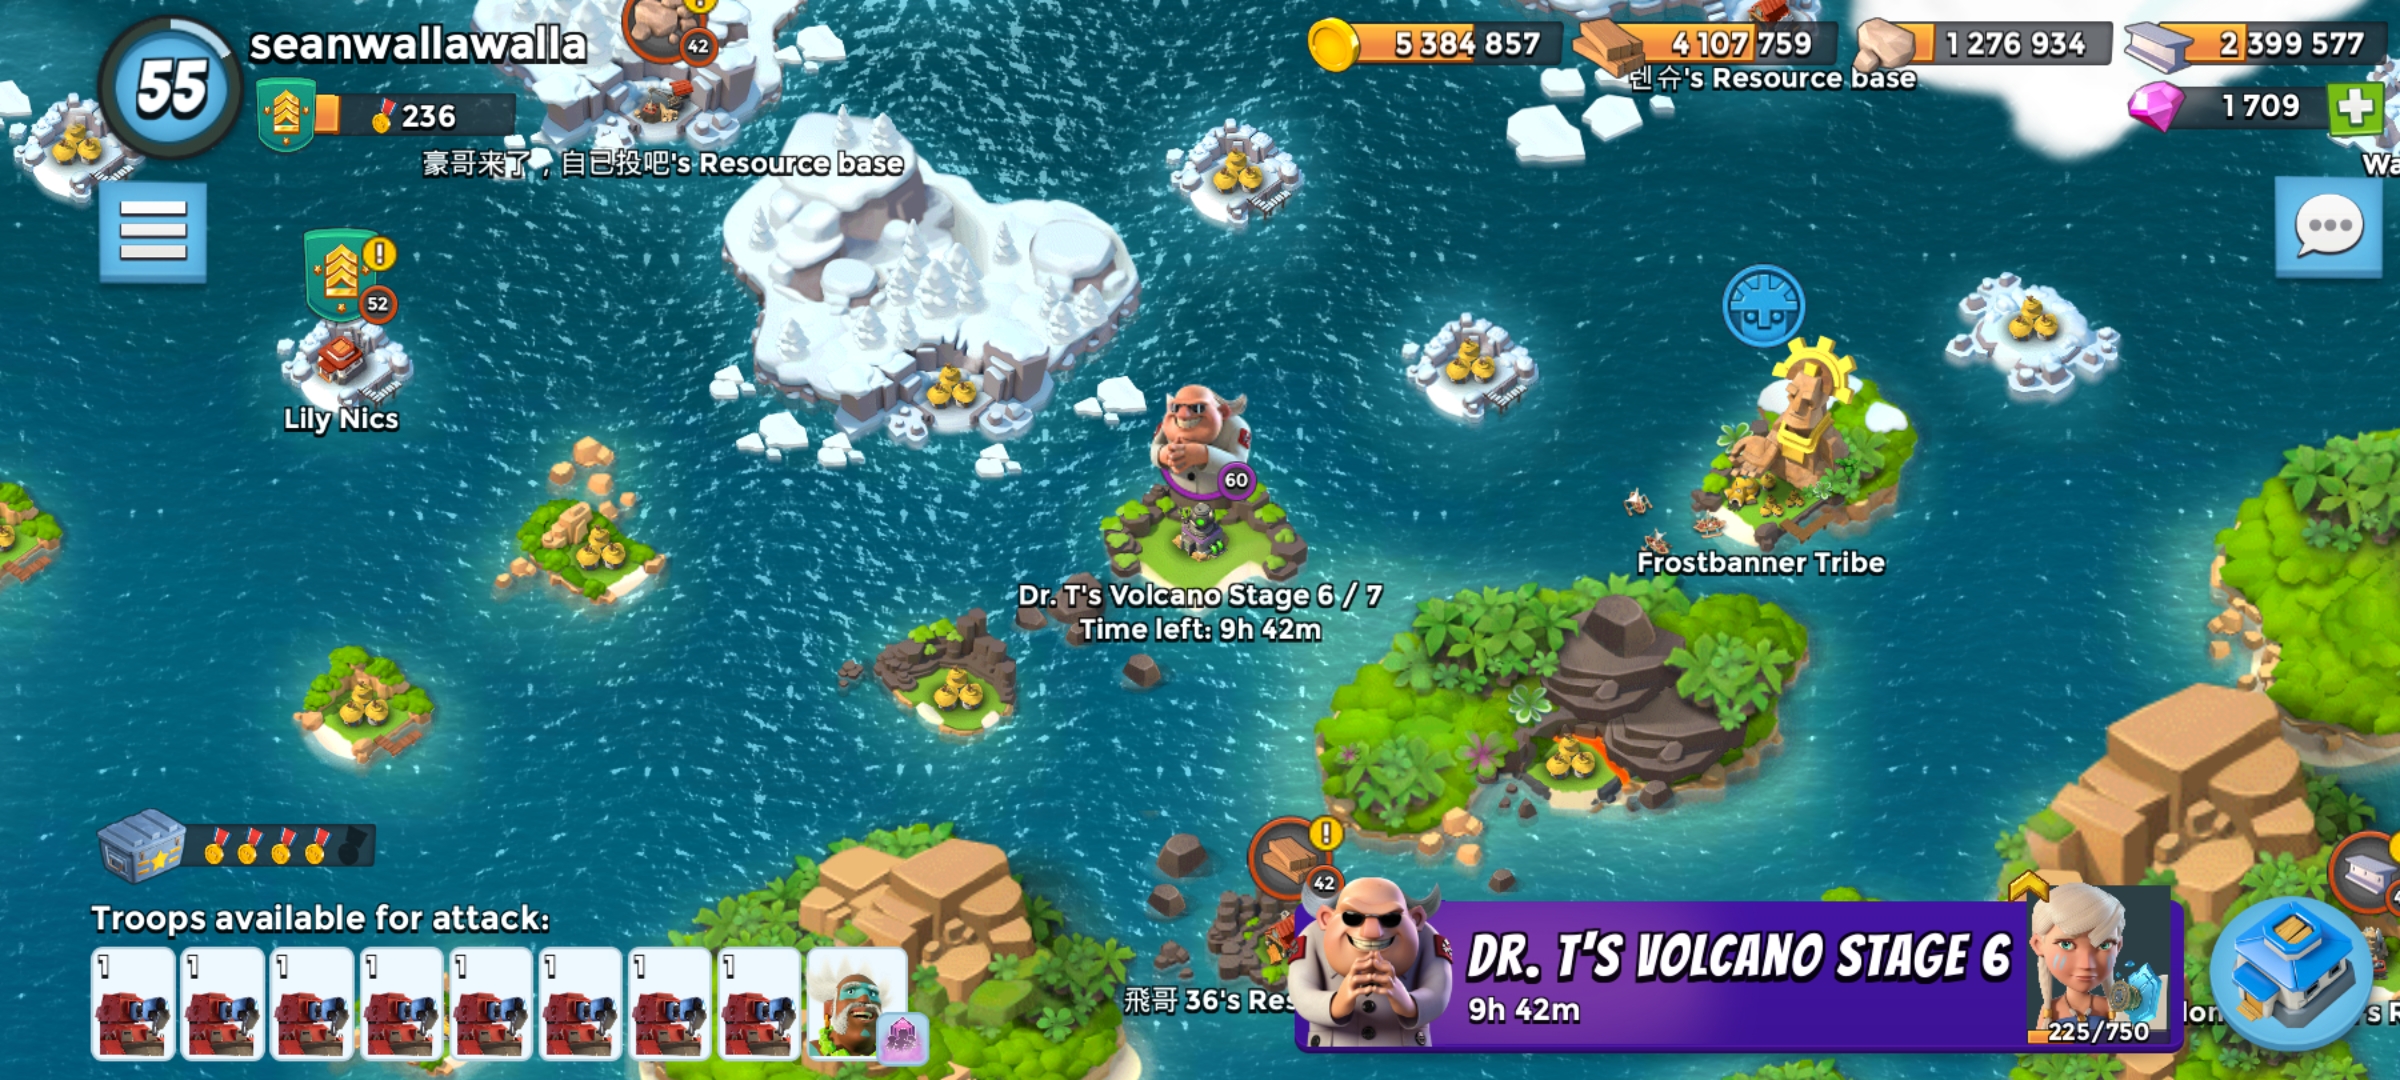 55
seanwallawalla
42
5 384 857
4 107 759
1 276 934
2 399 577
렌슈's Resource base
236
1 709
豪哥来了，自已投吧's Resource base
52
Lily Nics
60
Dr. T's Volcano Stage 6 / 7
Time left: 9h 42m
Frostbanner Tribe
42
Troops available for attack:
1 1 1 1 1 1 1 1
飛哥 36's Res
DR. T'S VOLCANO STAGE 6
9h 42m
225/750